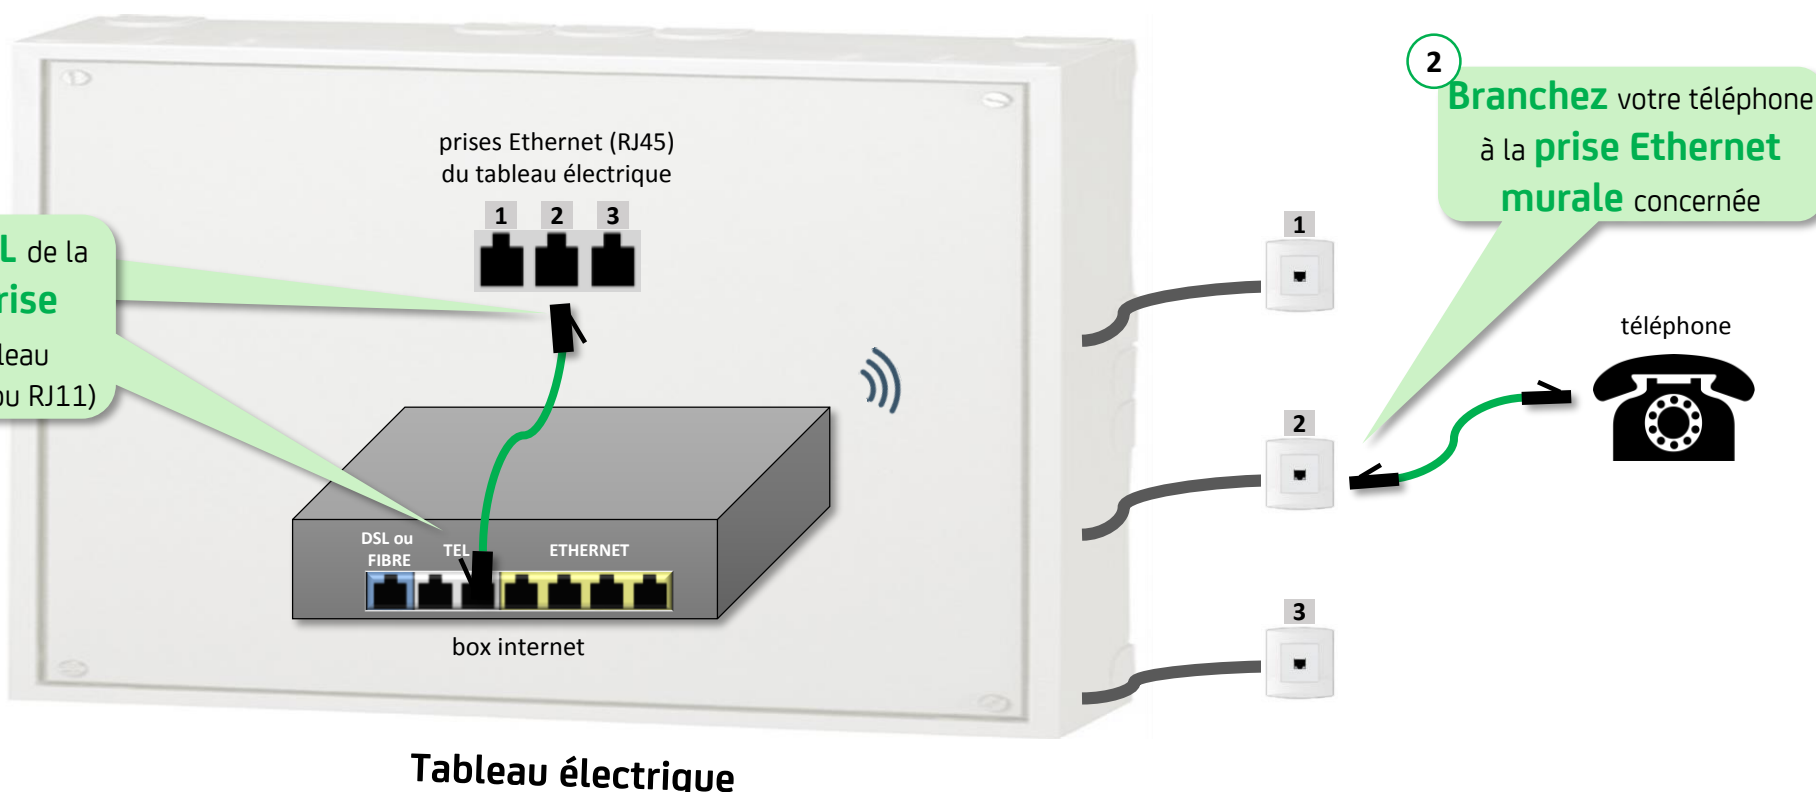 2
Branchez votre téléphone
à la prise Ethernet
murale concernée
prises Ethernet (RJ45)
du tableau électrique
1 2 3
L de la
rise
leau
ou RJ11)
1
téléphone
2
DSL ou
FIBRE
TEL
ETHERNET
3
box internet
Tableau électrique